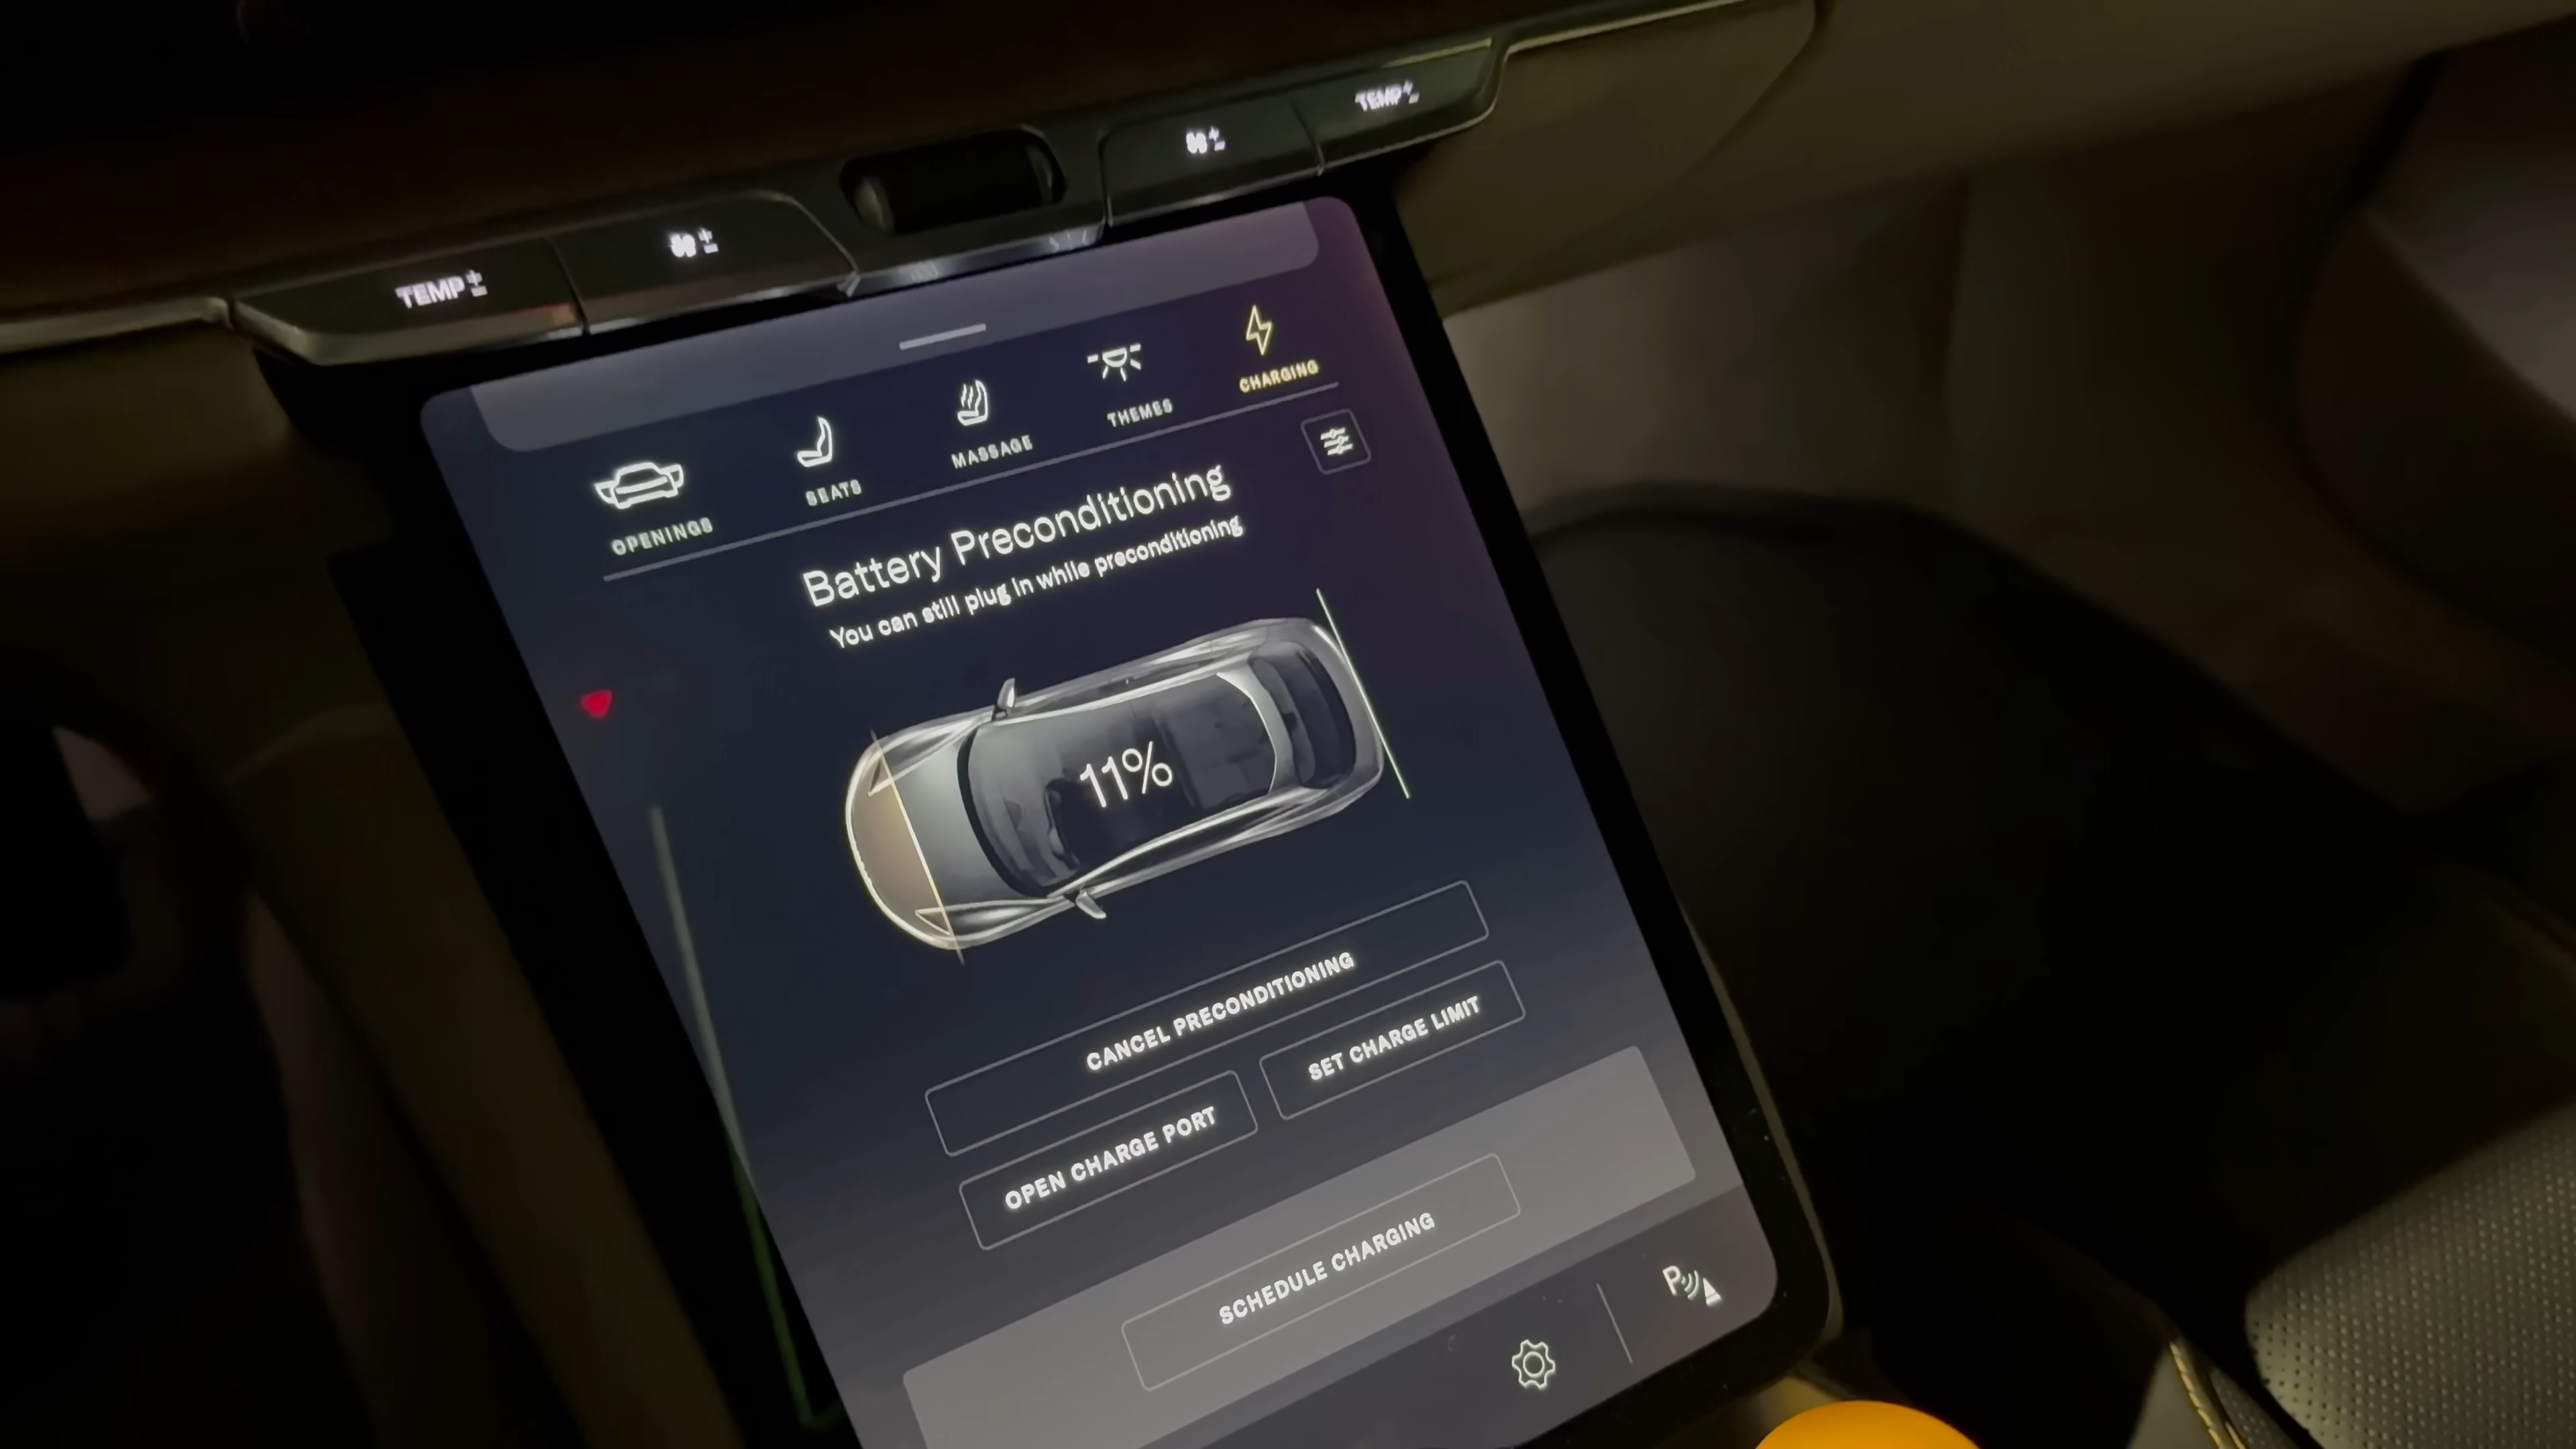 TEMP +-
+-
+-
TEMP +-
OPENINGS
SEATS
MASSAGE
THEMES
CHARGING
Battery Preconditioning
You can still plug in while preconditioning
11%
CANCEL PRECONDITIONING
OPEN CHARGE PORT
SET CHARGE LIMIT
SCHEDULE CHARGING
P